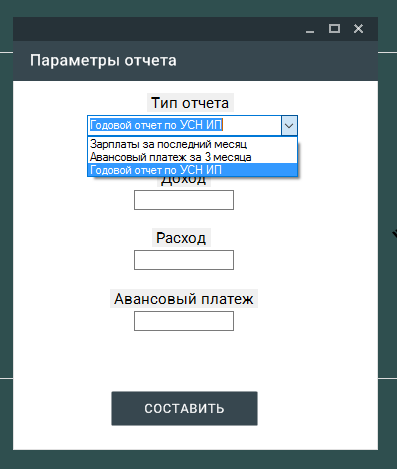 Параметры отчета
Тип отчета
Годовой отчет по УСН ИП
Зарплаты за последний месяц
Авансовый платеж за 3 месяца
Годовой отчет по УСН ИП
Доход
Расход
Авансовый платеж
СОСТАВИТЬ